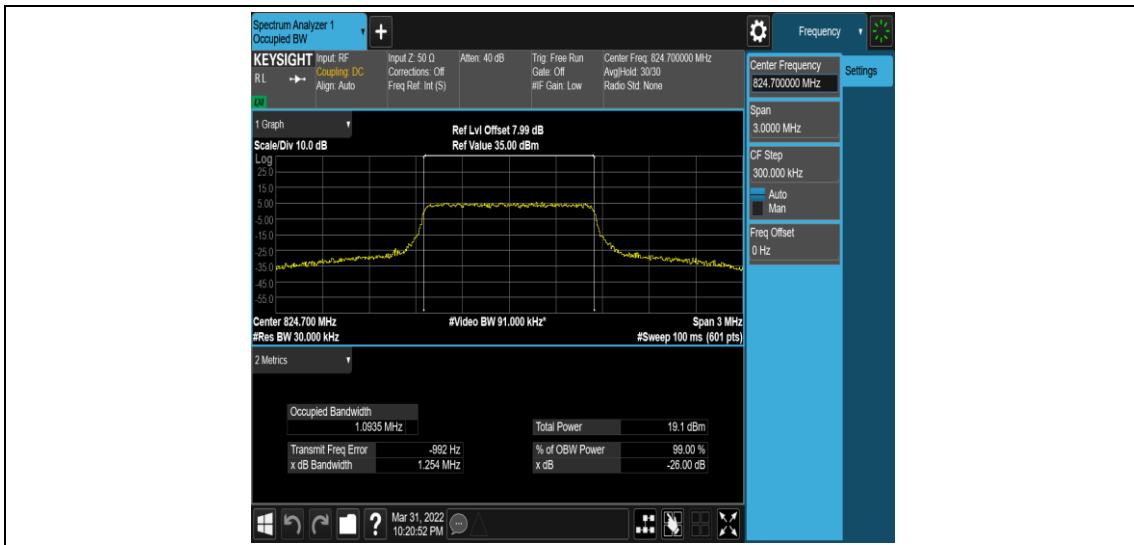 Spectrum Analyzer 1
Occupied BW
+
Frequency
KEYSIGHT
RL
Input: RF
Coupling: DC
Align: Auto
Input Z: 50 Ω
Corrections: Off
Freq Ref: Int (S)
Atten: 40 dB
Trig: Free Run
Gate: Off
#IF Gain: Low
Center Freq: 824.700000 MHz
Avg|Hold: 30/30
Radio Std: None
Center Frequency
824.700000 MHz
Settings
Span
3.0000 MHz
CF Step
300.000 kHz
Auto
Man
Freq Offset
0 Hz
1 Graph
Scale/Div 10.0 dB
Ref Lvl Offset 7.99 dB
Ref Value 35.00 dBm
Log
25.0
15.0
5.00
-5.00
-15.0
-25.0
-35.0
-45.0
-55.0
Center 824.700 MHz
#Video BW 91.000 kHz*
Span 3 MHz
#Res BW 30.000 kHz
#Sweep 100 ms (601 pts)
2 Metrics
Occupied Bandwidth
1.0935 MHz
Total Power 19.1 dBm
Transmit Freq Error -992 Hz
% of OBW Power 99.00 %
x dB Bandwidth 1.254 MHz
x dB -26.00 dB
?
Mar 31, 2022
10:20:52 PM